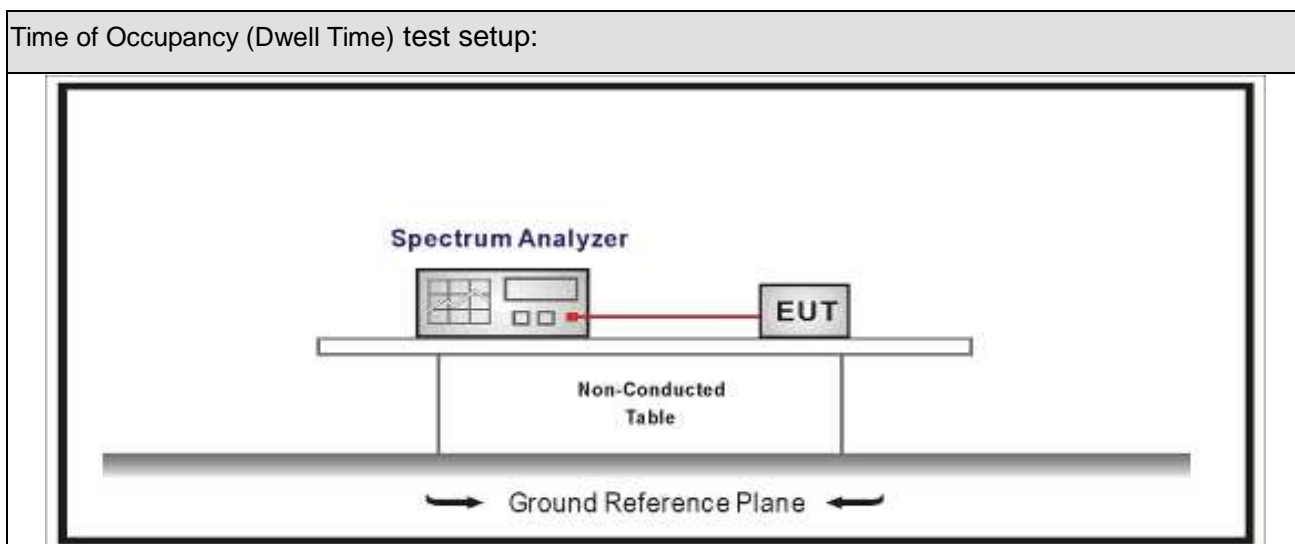 Time of Occupancy (Dwell Time) test setup:
Spectrum Analyzer
EUT
Non-Conducted
Table
Ground Reference Plane